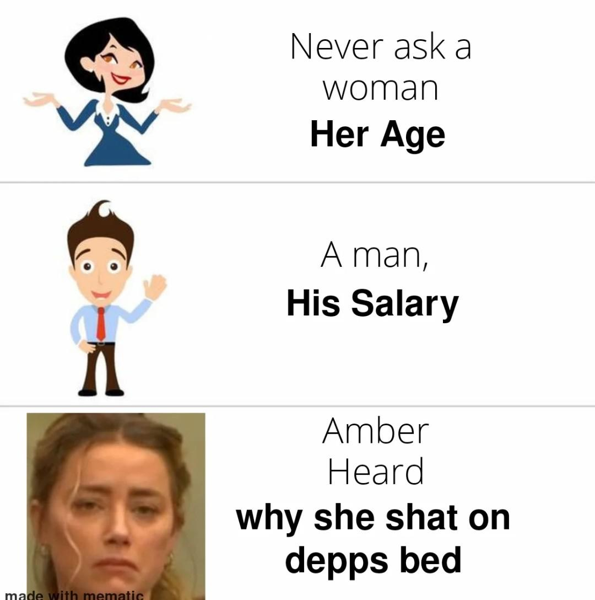 Never ask a
woman
Her Age
A man,
His Salary
Amber
Heard
why she shat on
depps bed
made with mematic